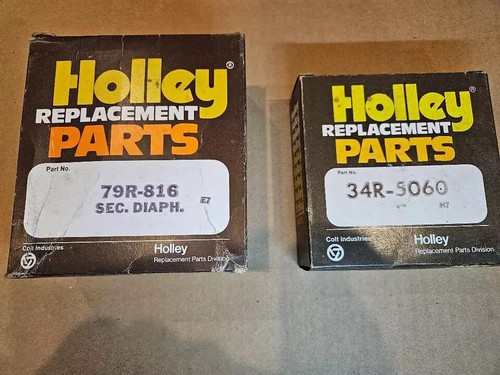 Holley®
REPLACEMENT
PARTS
Part No.
79R-816
SEC. DIAPH.
E7
Colt Industries
Holley
Replacement Parts Division
Holley®
REPLACEMENT
PARTS
Part No.
34R-5060
H7
Colt Industries
Holley
Replacement Parts Division